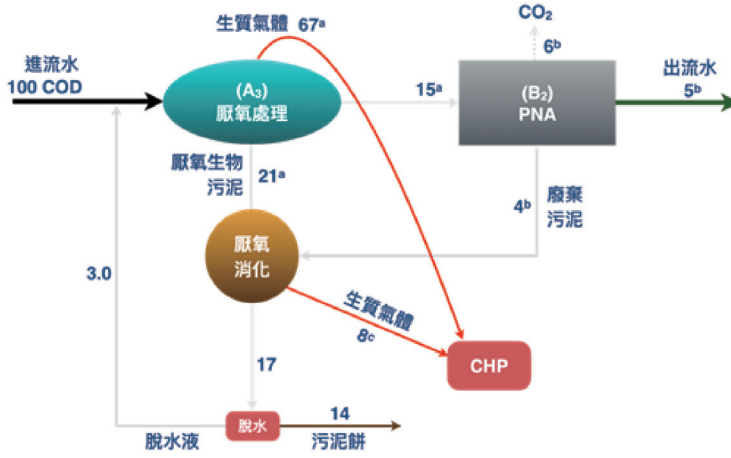 生質氣體 67ᵃ
CO₂
6ᵇ
進流水
100 COD
(A₃)
厭氧處理
15ᵃ
(B₂)
PNA
出流水
5ᵇ
厭氧生物
污泥
21ᵃ
4ᵇ
廢棄
污泥
厭氧
消化
3.0
生質氣體
8ᶜ
17
CHP
脫水液
脫水
14
污泥餅